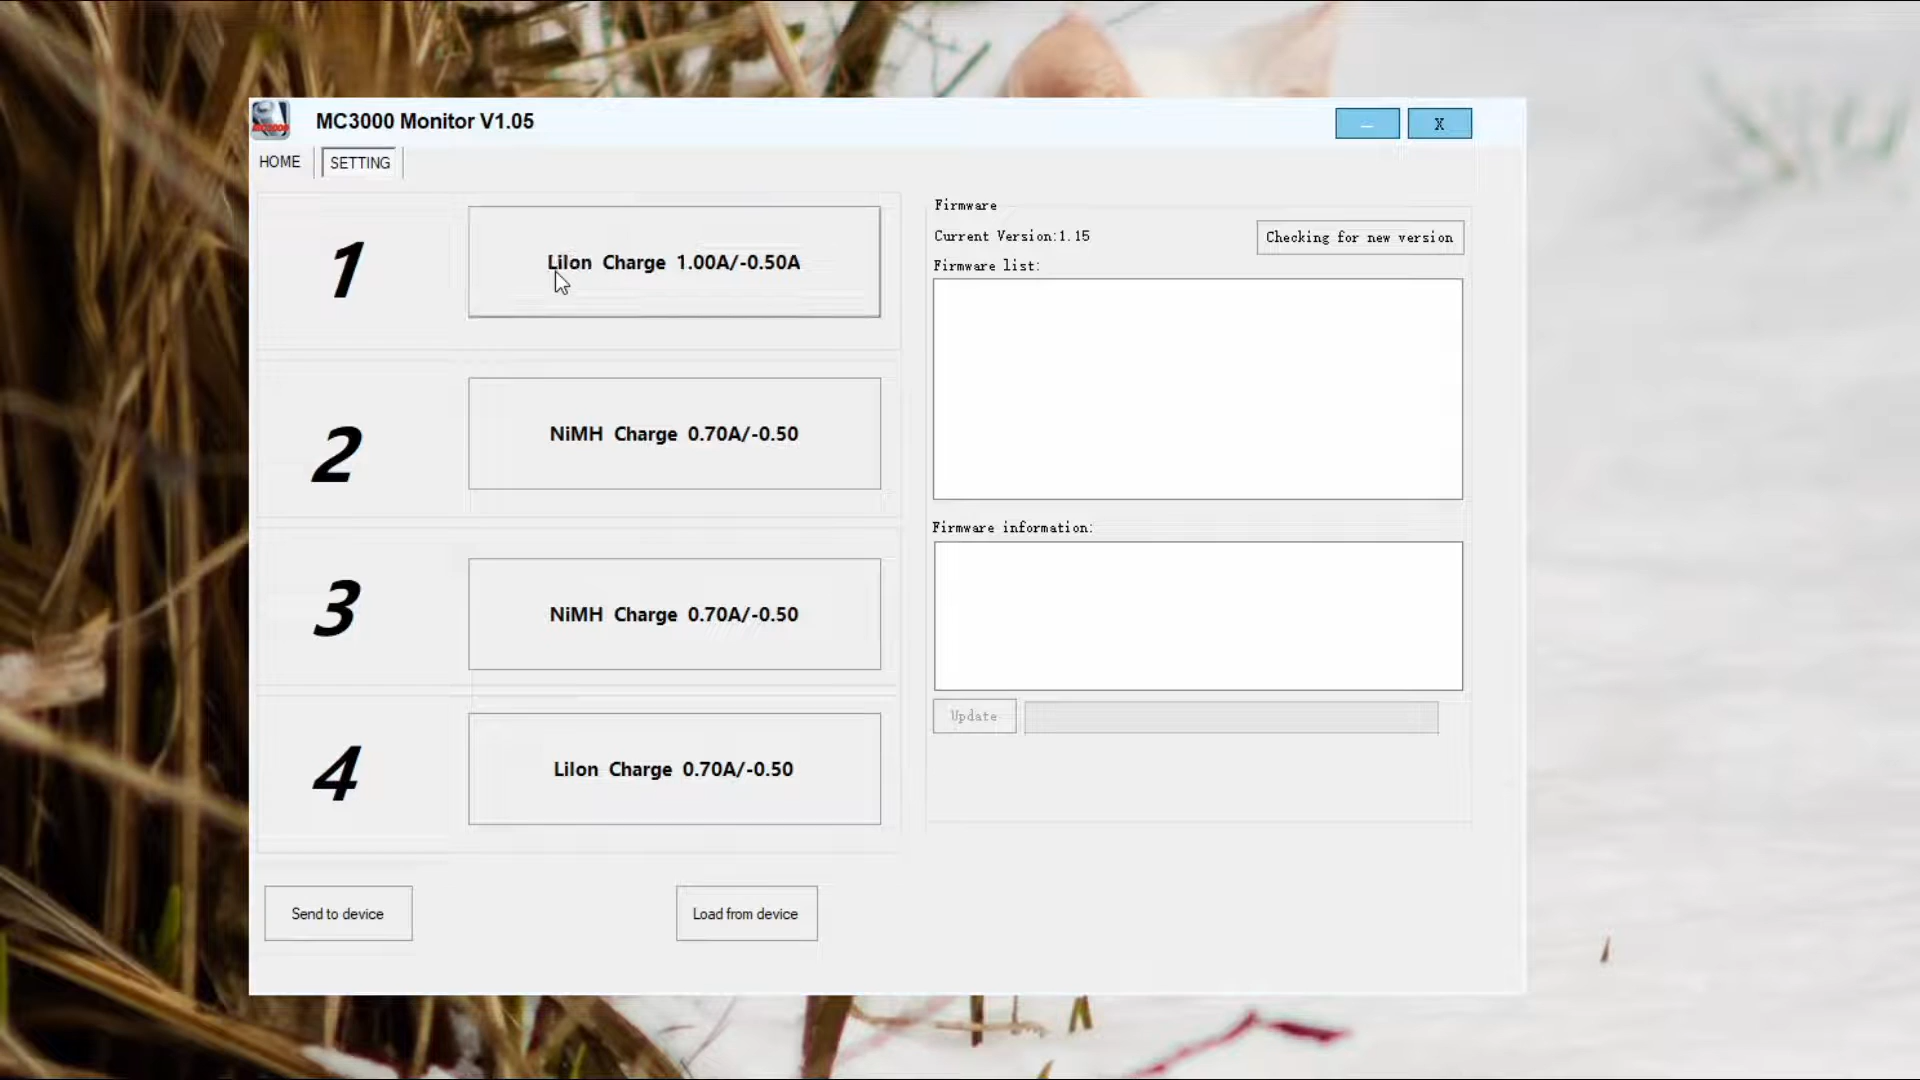 MC3000 Monitor V1.05
X
HOME
SETTING
1
LiIon Charge 1.00A/-0.50A
2
NiMH Charge 0.70A/-0.50
3
NiMH Charge 0.70A/-0.50
4
LiIon Charge 0.70A/-0.50
Send to device
Load from device
Firmware
Current Version:1.15
Checking for new version
Firmware list:
Firmware information:
Update
MC3000